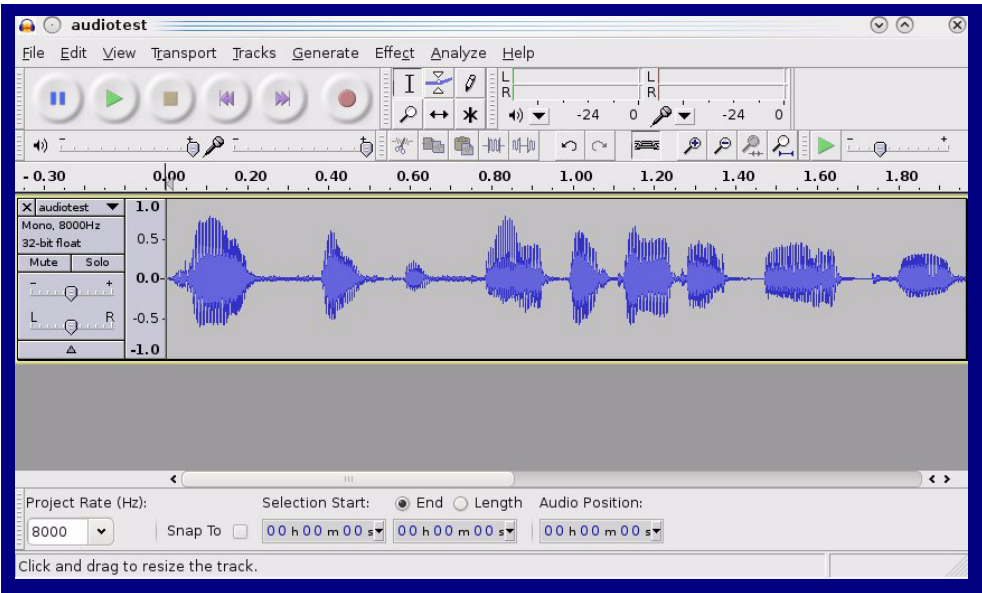 audiotest
File Edit View Transport Tracks Generate Effect Analyze Help
L L
R R
-24 0 -24 0
- +
- +
- +
- 0.30 0.00 0.20 0.40 0.60 0.80 1.00 1.20 1.40 1.60 1.80
X audiotest 1.0
Mono, 8000Hz
32-bit float 0.5
Mute Solo
- + 0.0
L R -0.5
-1.0
Project Rate (Hz): Selection Start: End Length Audio Position:
8000 Snap To 00 h 00 m 00 s 00 h 00 m 00 s 00 h 00 m 00 s
Click and drag to resize the track.